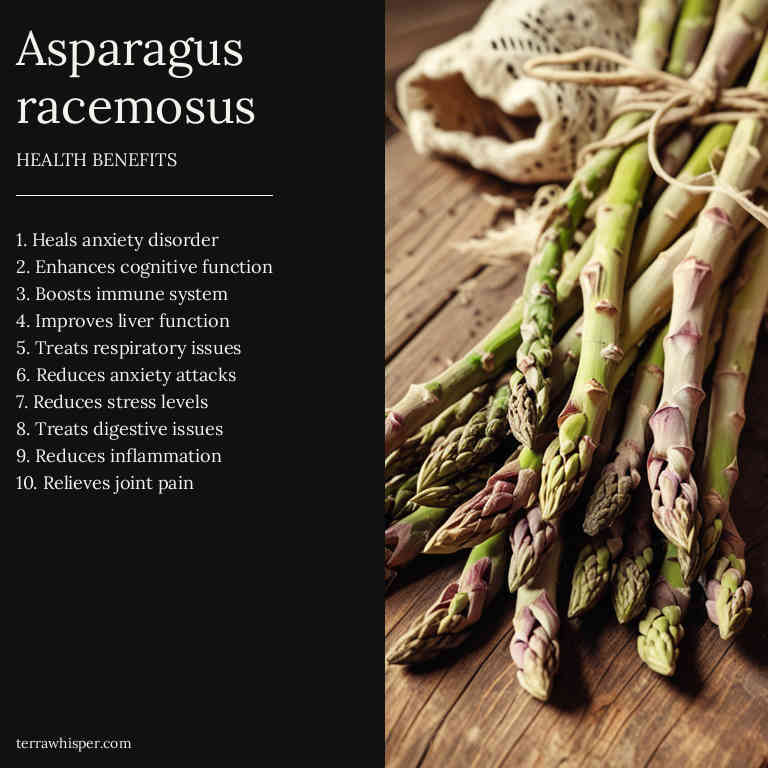 Asparagus
racemosus
HEALTH BENEFITS
1. Heals anxiety disorder
2. Enhances cognitive function
3. Boosts immune system
4. Improves liver function
5. Treats respiratory issues
6. Reduces anxiety attacks
7. Reduces stress levels
8. Treats digestive issues
9. Reduces inflammation
10. Relieves joint pain
terrawhisper.com